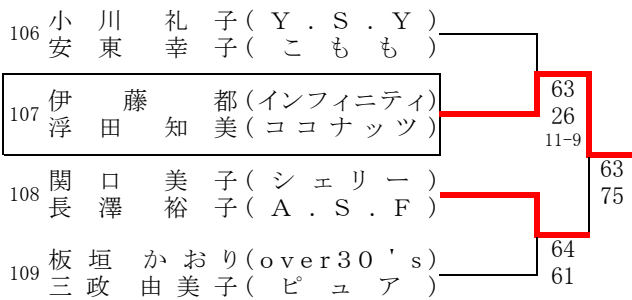 106 小川礼子(Y.S.Y)
安東幸子(こもも)
107 伊藤都(インフィニティ)
浮田知美(ココナッツ)
63
26
11-9
63
75
108 関口美子(シェリー)
長澤裕子(A.S.F)
64
61
109 板垣かおり(over30's)
三政由美子(ピュア)